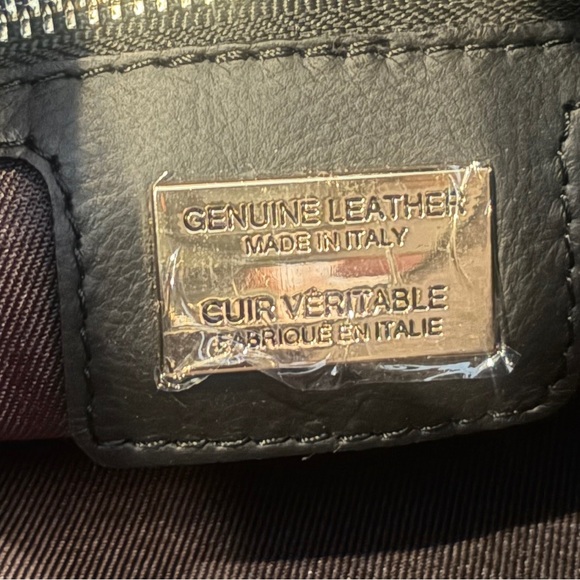 GENUINE LEATHER
MADE IN ITALY
CUIR VÉRITABLE
FABRIQUÉ EN ITALIE